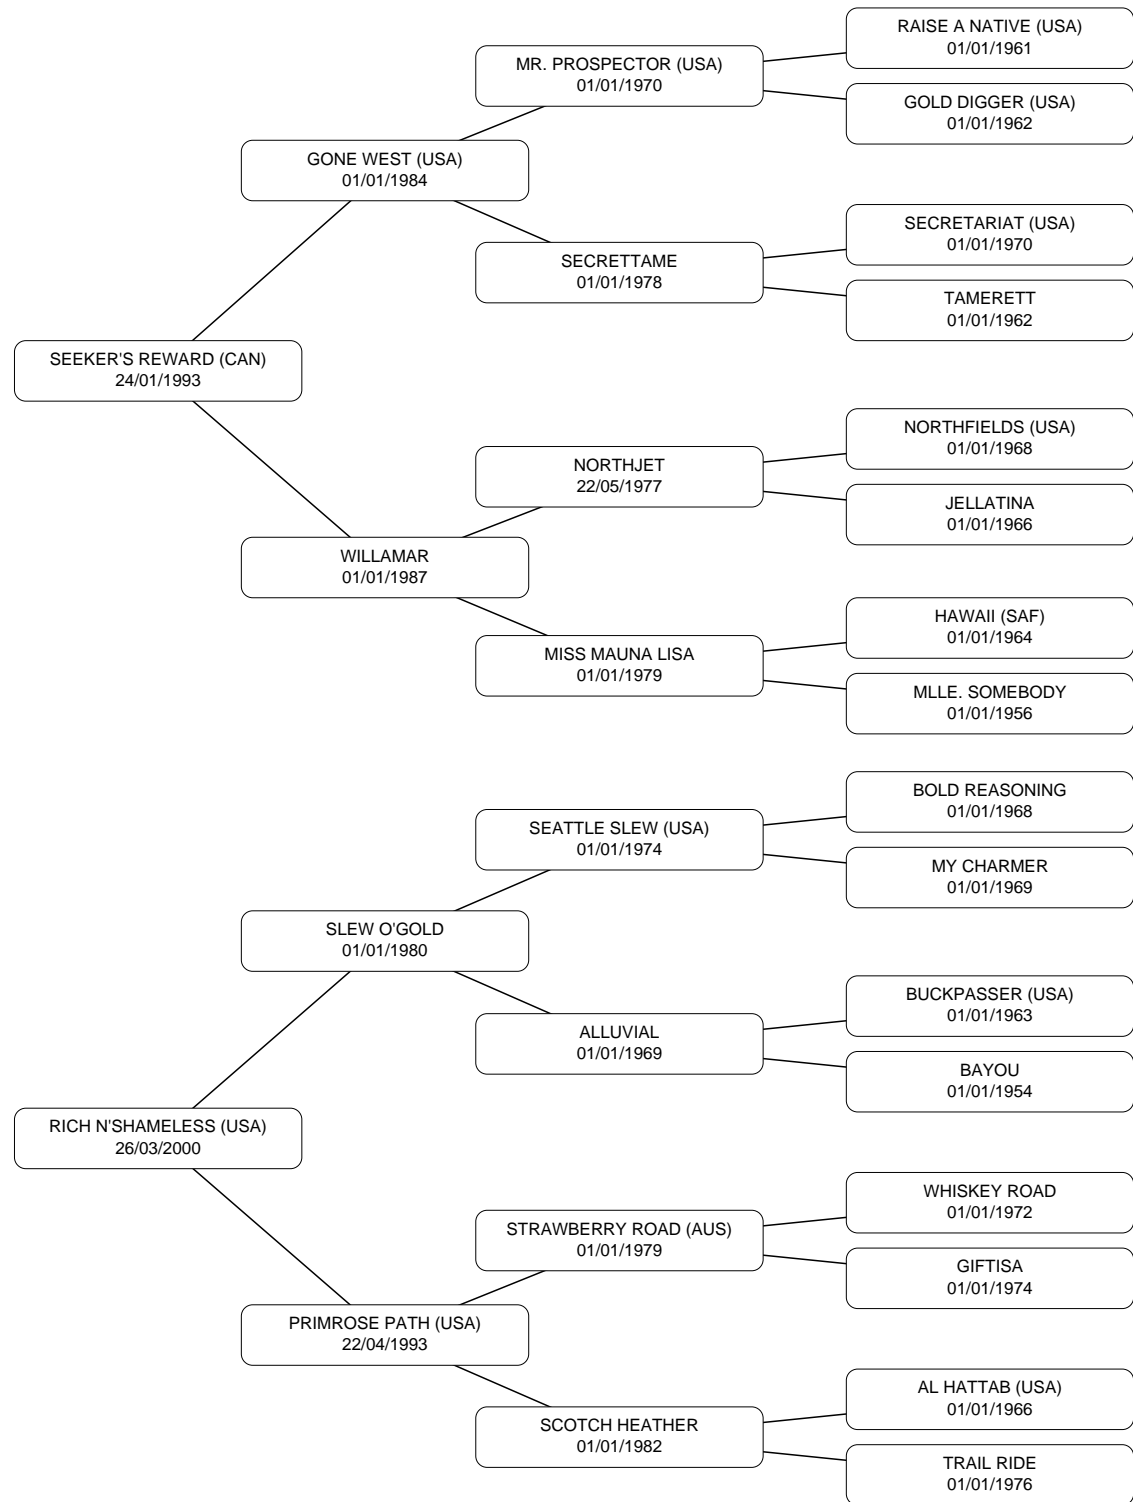 RAISE A NATIVE (USA)
01/01/1961
MR. PROSPECTOR (USA)
01/01/1970
GOLD DIGGER (USA)
01/01/1962
GONE WEST (USA)
01/01/1984
SECRETARIAT (USA)
01/01/1970
SECRETTAME
01/01/1978
TAMERETT
01/01/1962
SEEKER'S REWARD (CAN)
24/01/1993
NORTHFIELDS (USA)
01/01/1968
NORTHJET
22/05/1977
JELLATINA
01/01/1966
WILLAMAR
01/01/1987
HAWAII (SAF)
01/01/1964
MISS MAUNA LISA
01/01/1979
MLLE. SOMEBODY
01/01/1956
BOLD REASONING
01/01/1968
SEATTLE SLEW (USA)
01/01/1974
MY CHARMER
01/01/1969
SLEW O'GOLD
01/01/1980
BUCKPASSER (USA)
01/01/1963
ALLUVIAL
01/01/1969
BAYOU
01/01/1954
RICH N'SHAMELESS (USA)
26/03/2000
WHISKEY ROAD
01/01/1972
STRAWBERRY ROAD (AUS)
01/01/1979
GIFTISA
01/01/1974
PRIMROSE PATH (USA)
22/04/1993
AL HATTAB (USA)
01/01/1966
SCOTCH HEATHER
01/01/1982
TRAIL RIDE
01/01/1976